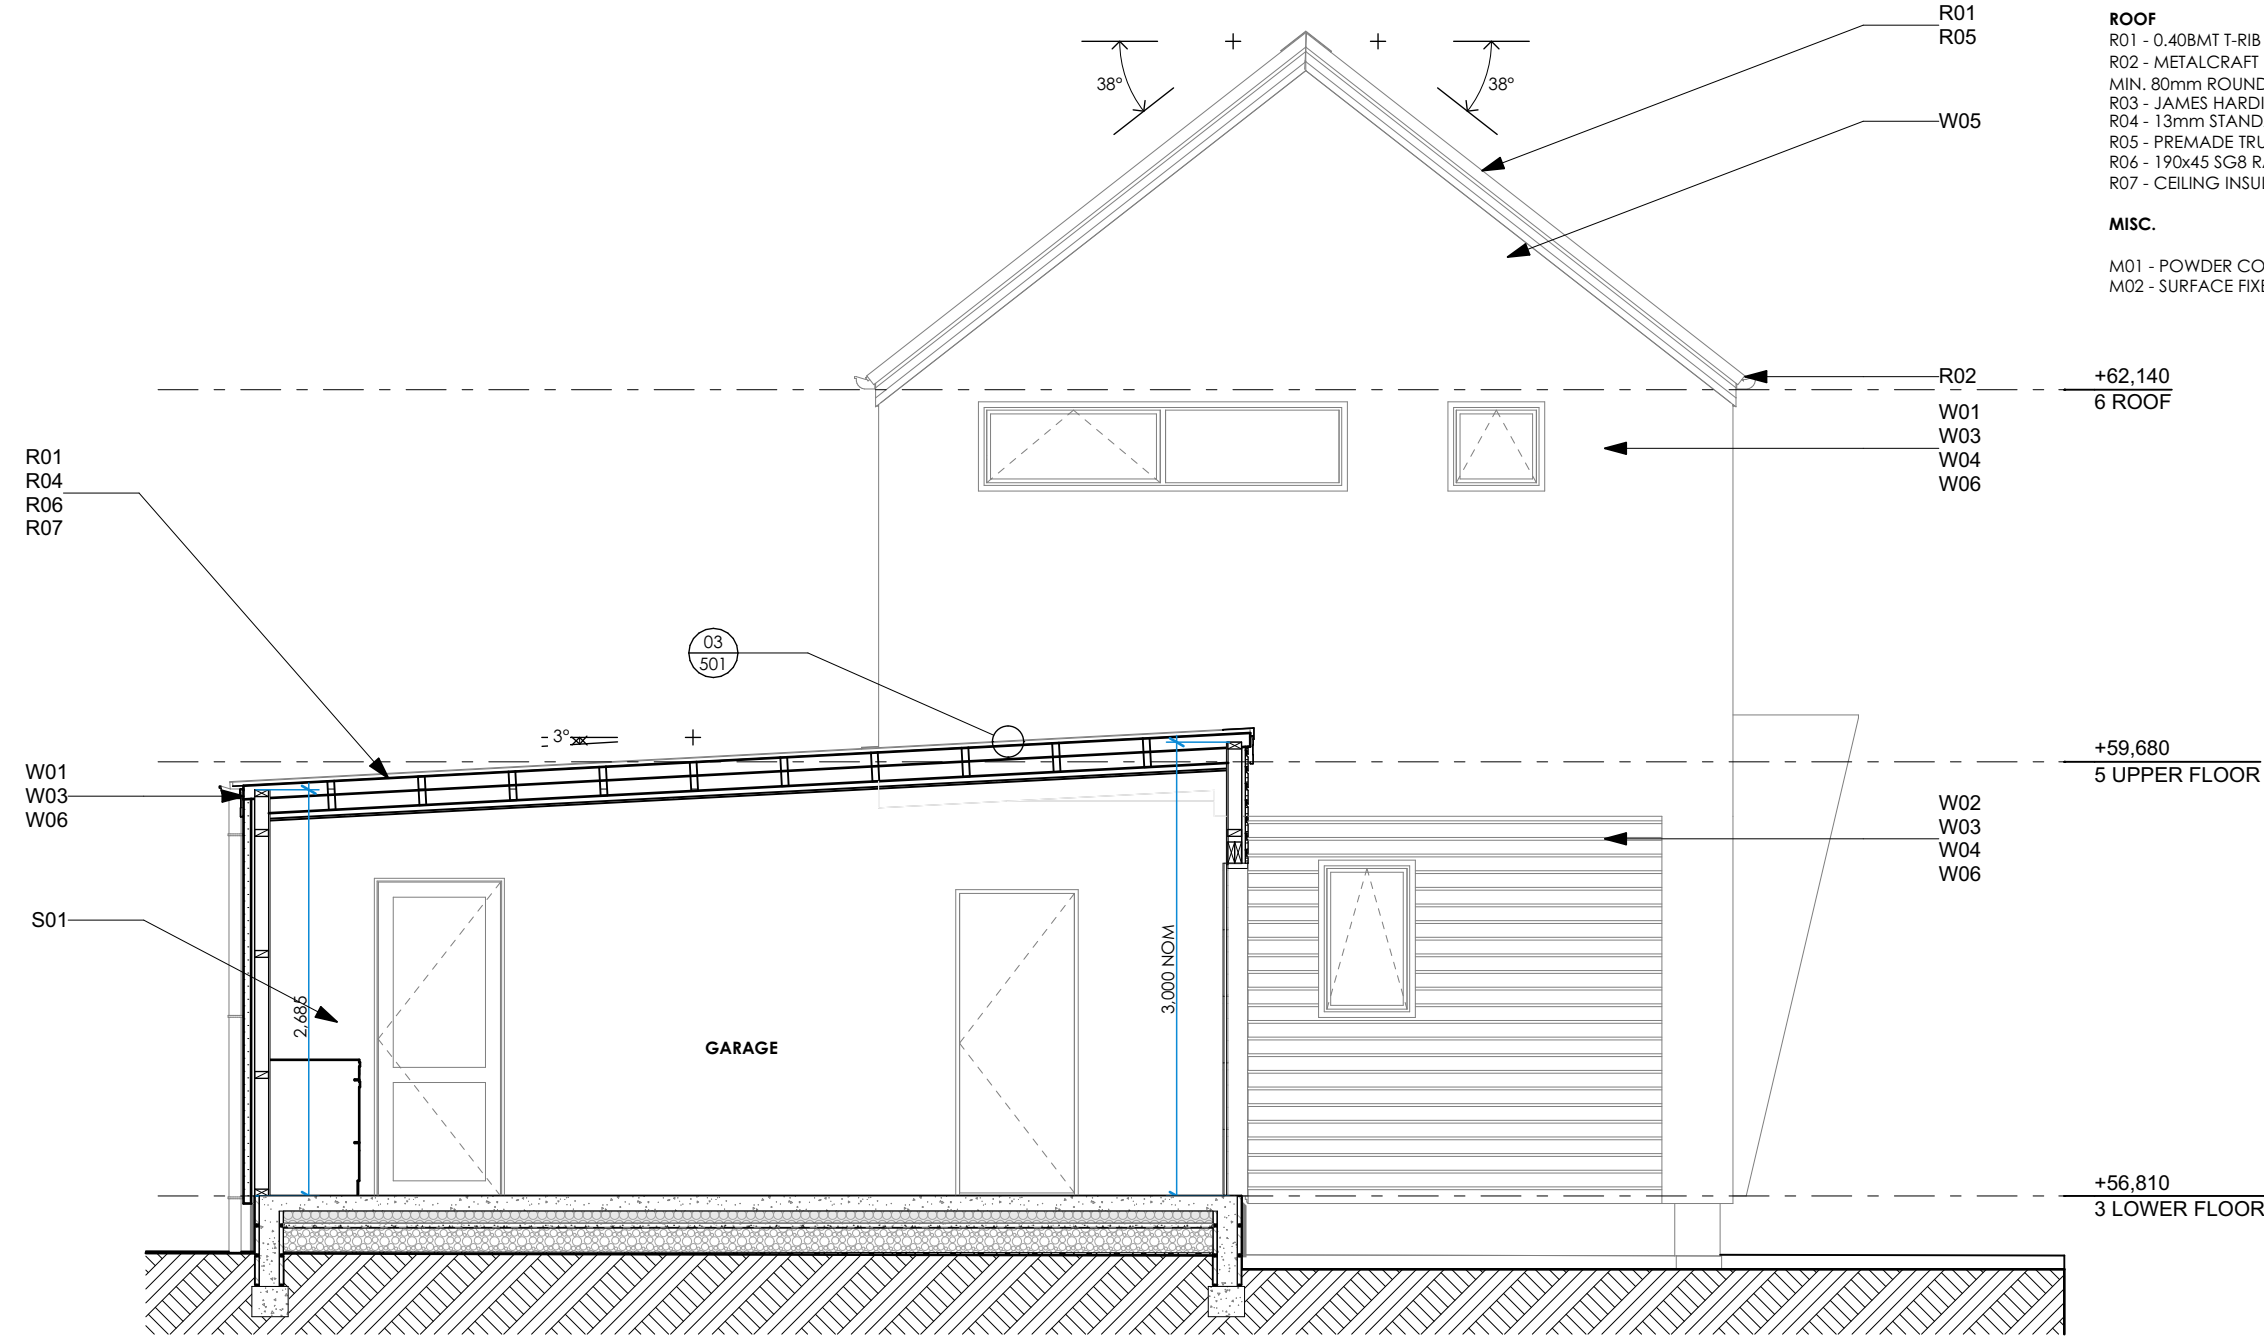 R01
R05
W05
38°
38°
ROOF
R01 - 0.40BMT T-RIB
R02 - METALCRAFT
MIN. 80mm ROUND
R03 - JAMES HARDI
R04 - 13mm STAND
R05 - PREMADE TRU
R06 - 190x45 SG8 RA
R07 - CEILING INSU
MISC.
M01 - POWDER CO
M02 - SURFACE FIXE
R02
+62,140
6 ROOF
W01
W03
W04
W06
R01
R04
R06
R07
03
501
3°
+59,680
5 UPPER FLOOR
W01
W03
W06
W02
W03
W04
W06
S01
2,685
3,000 NOM
GARAGE
+56,810
3 LOWER FLOOR